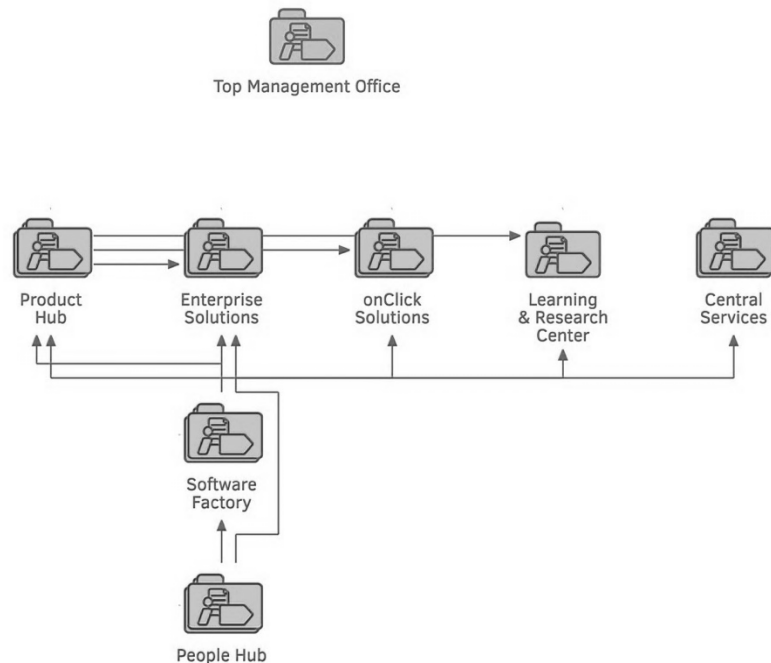 Top Management Office
Product
Hub
Enterprise
Solutions
onClick
Solutions
Learning
& Research
Center
Central
Services
Software
Factory
People Hub